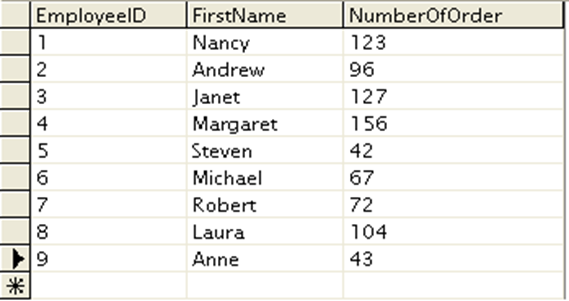 EmployeeID FirstName NumberOfOrder
1 Nancy 123
2 Andrew 96
3 Janet 127
4 Margaret 156
5 Steven 42
6 Michael 67
7 Robert 72
8 Laura 104
9 Anne 43